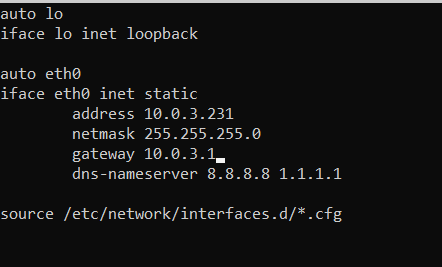 auto lo
iface lo inet loopback
auto eth0
iface eth0 inet static
address 10.0.3.231
netmask 255.255.255.0
gateway 10.0.3.1
dns-nameserver 8.8.8.8 1.1.1.1
source /etc/network/interfaces.d/*.cfg